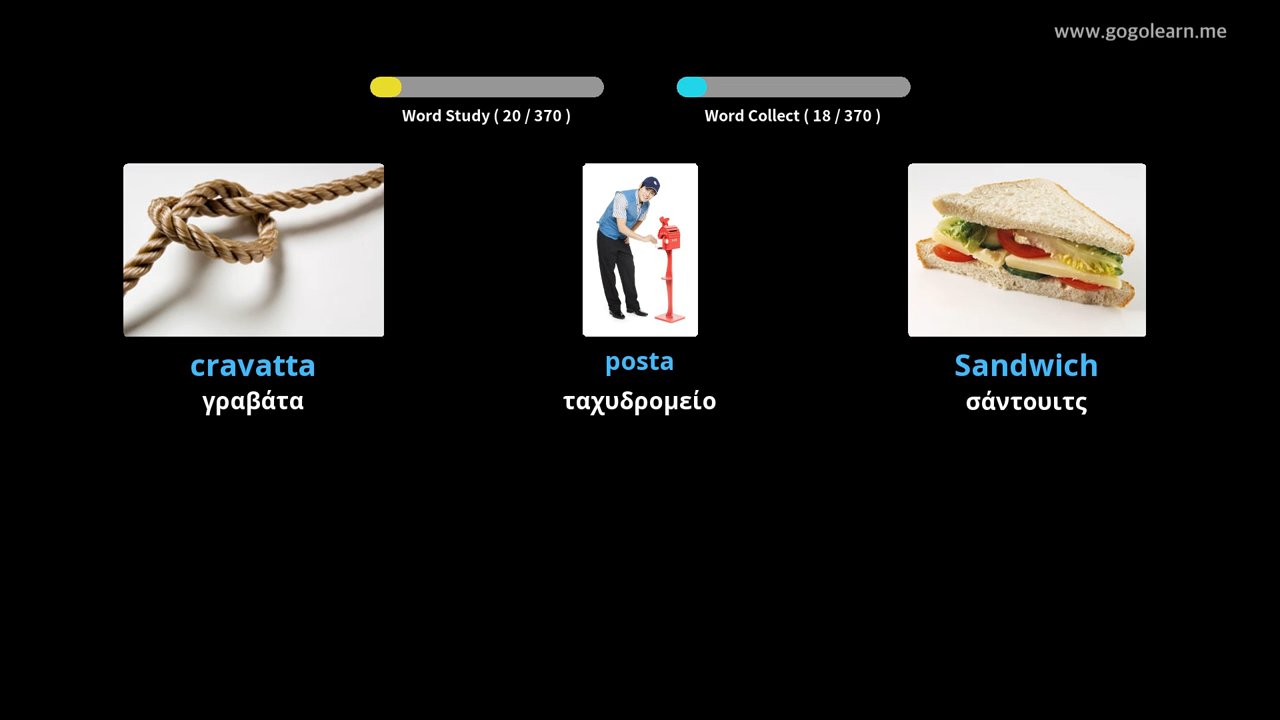 www.gogolearn.me
Word Study ( 20 / 370 )
Word Collect ( 18 / 370 )
cravatta
γραβάτα
posta
ταχυδρομείο
Sandwich
σάντουιτς